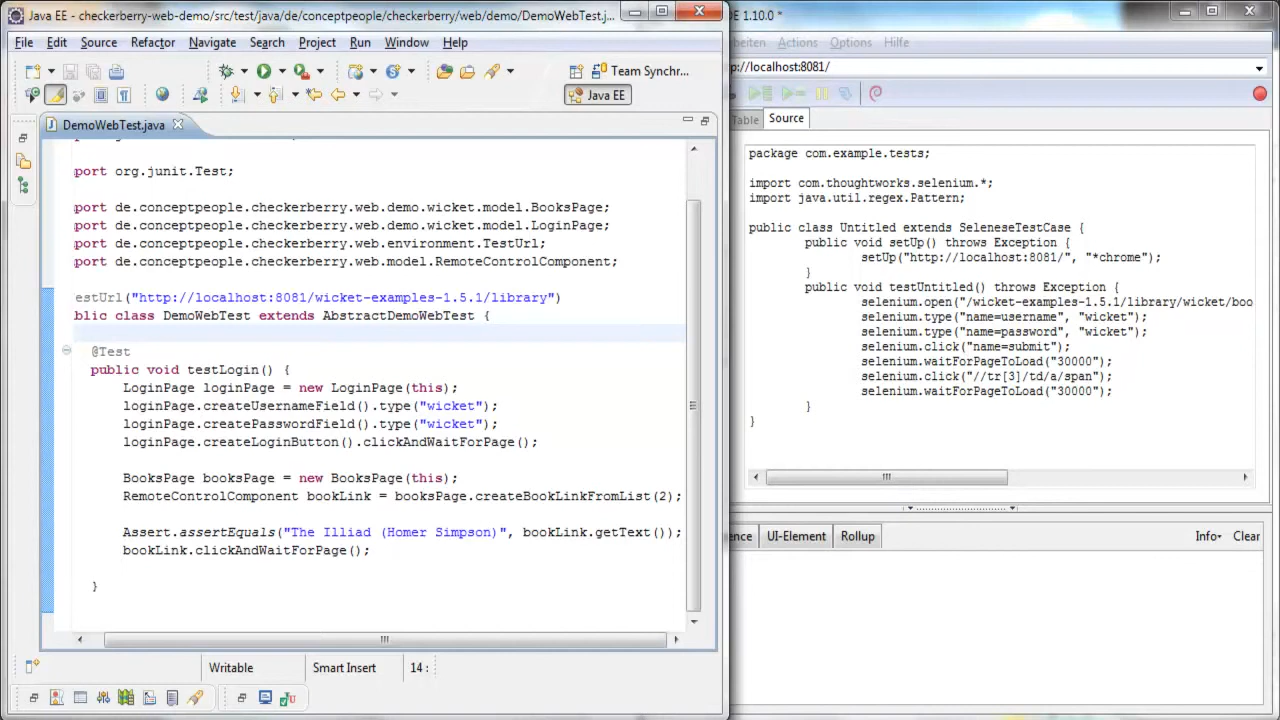 Java EE - checkerberry-web-demo/src/test/java/de/conceptpeople/checkerberry/web/demo/DemoWebTest.j...
File Edit Source Refactor Navigate Search Project Run Window Help
Team Synchr...
Java EE
DemoWebTest.java
port org.junit.Test;
port de.conceptpeople.checkerberry.web.demo.wicket.model.BooksPage;
port de.conceptpeople.checkerberry.web.demo.wicket.model.LoginPage;
port de.conceptpeople.checkerberry.web.environment.TestUrl;
port de.conceptpeople.checkerberry.web.model.RemoteControlComponent;
estUrl("http://localhost:8081/wicket-examples-1.5.1/library")
blic class DemoWebTest extends AbstractDemoWebTest {
@Test
public void testLogin() {
LoginPage loginPage = new LoginPage(this);
loginPage.createUsernameField().type("wicket");
loginPage.createPasswordField().type("wicket");
loginPage.createLoginButton().clickAndWaitForPage();
BooksPage booksPage = new BooksPage(this);
RemoteControlComponent bookLink = booksPage.createBookLinkFromList(2);
Assert.assertEquals("The Illiad (Homer Simpson)", bookLink.getText());
bookLink.clickAndWaitForPage();
}
Writable Smart Insert 14 :
DE 1.10.0 *
beiten Actions Options Hilfe
p://localhost:8081/
Table Source
package com.example.tests;
import com.thoughtworks.selenium.*;
import java.util.regex.Pattern;
public class Untitled extends SeleneseTestCase {
public void setUp() throws Exception {
setUp("http://localhost:8081/", "*chrome");
}
public void testUntitled() throws Exception {
selenium.open("/wicket-examples-1.5.1/library/wicket/boo
selenium.type("name=username", "wicket");
selenium.type("name=password", "wicket");
selenium.click("name=submit");
selenium.waitForPageToLoad("30000");
selenium.click("//tr[3]/td/a/span");
selenium.waitForPageToLoad("30000");
}
}
ence UI-Element Rollup Info Clear